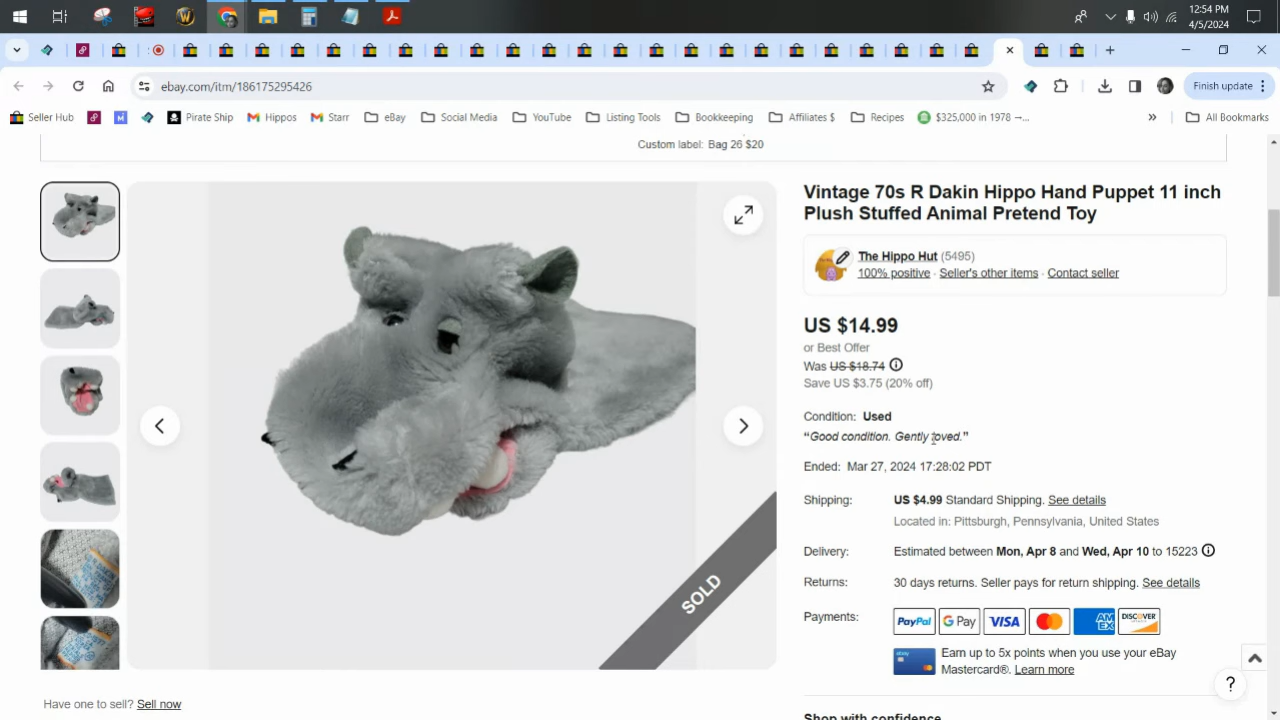 12:54 PM
4/5/2024
ebay.com/itm/186175295426
Finish update
Seller Hub
Pirate Ship
Hippos
Starr
eBay
Social Media
YouTube
Listing Tools
Bookkeeping
Affiliates $
Recipes
$325,000 in 1978 →...
»
All Bookmarks
Custom label: Bag 26 $20
Vintage 70s R Dakin Hippo Hand Puppet 11 inch
Plush Stuffed Animal Pretend Toy
The Hippo Hut (5495)
100% positive · Seller's other items · Contact seller
US $14.99
or Best Offer
Was US $18.74
Save US $3.75 (20% off)
Condition: Used
“Good condition. Gently loved.”
Ended: Mar 27, 2024 17:28:02 PDT
Shipping: US $4.99 Standard Shipping. See details
Located in: Pittsburgh, Pennsylvania, United States
Delivery: Estimated between Mon, Apr 8 and Wed, Apr 10 to 15223
Returns: 30 days returns. Seller pays for return shipping. See details
Payments: PayPal G Pay VISA AM EX DISCOVER
Earn up to 5x points when you use your eBay
Mastercard®. Learn more
SOLD
Have one to sell? Sell now
Shop with confidence